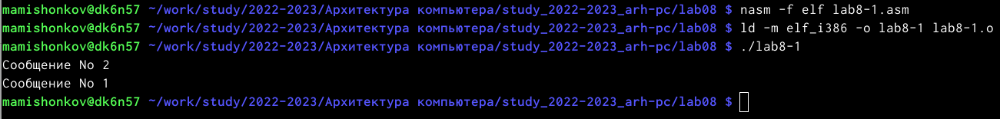 mamishonkov@dk6n57 ~/work/study/2022-2023/Архитектура компьютера/study_2022-2023_arh-pc/lab08 $ nasm -f elf lab8-1.asm
mamishonkov@dk6n57 ~/work/study/2022-2023/Архитектура компьютера/study_2022-2023_arh-pc/lab08 $ ld -m elf_i386 -o lab8-1 lab8-1.o
mamishonkov@dk6n57 ~/work/study/2022-2023/Архитектура компьютера/study_2022-2023_arh-pc/lab08 $ ./lab8-1
Сообщение No 2
Сообщение No 1
mamishonkov@dk6n57 ~/work/study/2022-2023/Архитектура компьютера/study_2022-2023_arh-pc/lab08 $